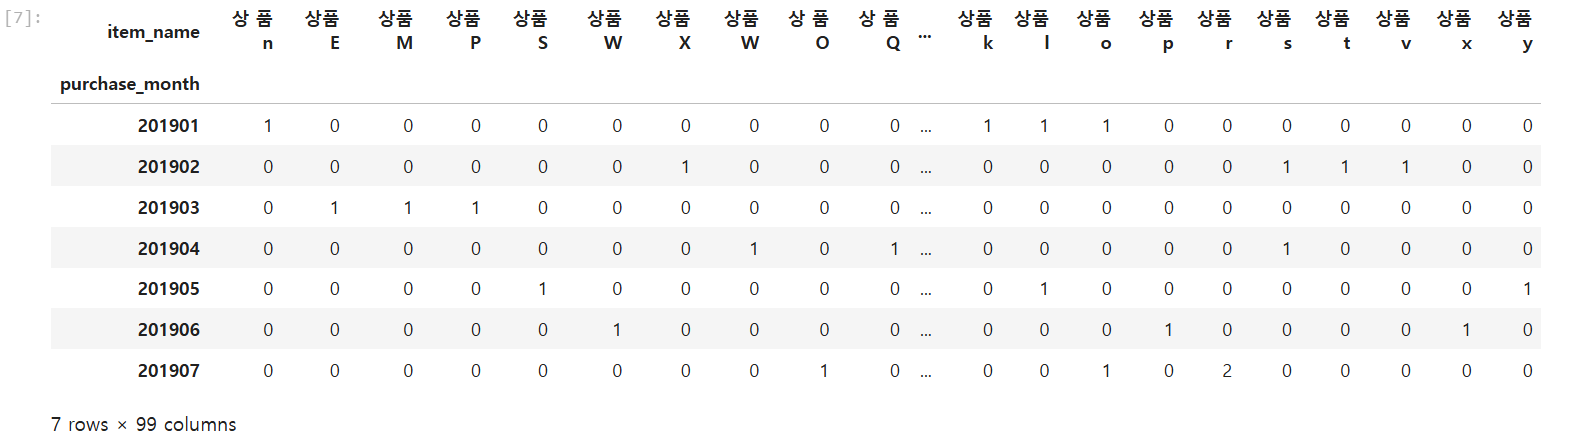 [7]:
item_name 상 품 n 상품 E 상품 M 상품 P 상품 S 상품 W 상품 X 상품 W 상 품 O 상 품 Q ... 상품 k 상품 l 상품 o 상품 p 상품 r 상품 s 상품 t 상품 v 상품 x 상품 y
purchase_month
201901 1 0 0 0 0 0 0 0 0 0 ... 1 1 1 0 0 0 0 0 0 0
201902 0 0 0 0 0 0 1 0 0 0 ... 0 0 0 0 0 1 1 1 0 0
201903 0 1 1 1 0 0 0 0 0 0 ... 0 0 0 0 0 0 0 0 0 0
201904 0 0 0 0 0 0 0 1 0 1 ... 0 0 0 0 0 1 0 0 0 0
201905 0 0 0 0 1 0 0 0 0 0 ... 0 1 0 0 0 0 0 0 0 1
201906 0 0 0 0 0 1 0 0 0 0 ... 0 0 0 1 0 0 0 0 1 0
201907 0 0 0 0 0 0 0 0 1 0 ... 0 0 1 0 2 0 0 0 0 0
7 rows × 99 columns